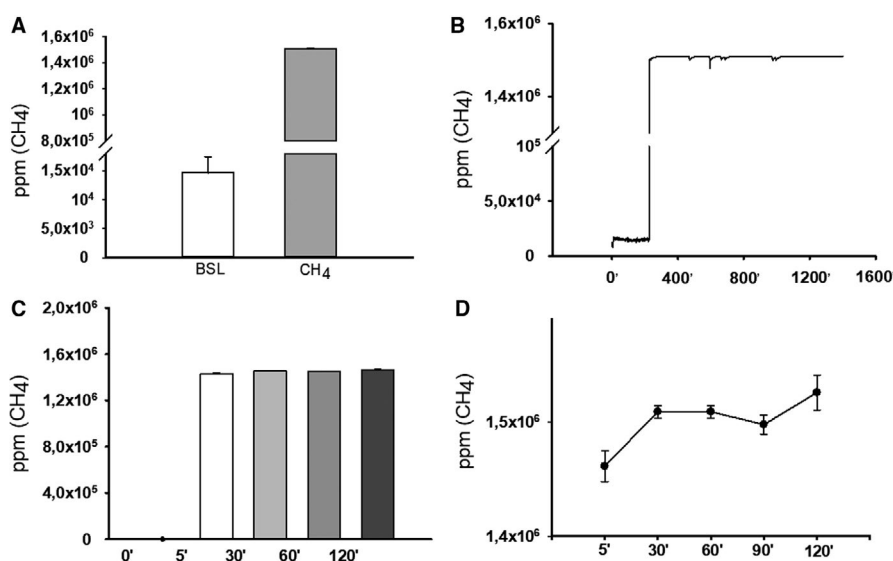 A
ppm (CH4)
1,6x10⁶
1,4x10⁶
1,2x10⁶
10⁶
8,0x10⁵
1,5x10⁴
10⁴
5,0x10³
0
BSL
CH4
B
ppm (CH4)
1,4x10⁶
10⁵
5,0x10⁴
0
0' 400' 800' 1200' 1600
C
ppm (CH4)
2,0x10⁶
1,6x10⁶
1,2x10⁶
8,0x10⁵
4,0x10⁵
0
0' 5' 30' 60' 120'
D
ppm (CH4)
1,5x10⁶
1,4x10⁶
5' 30' 60' 90' 120'